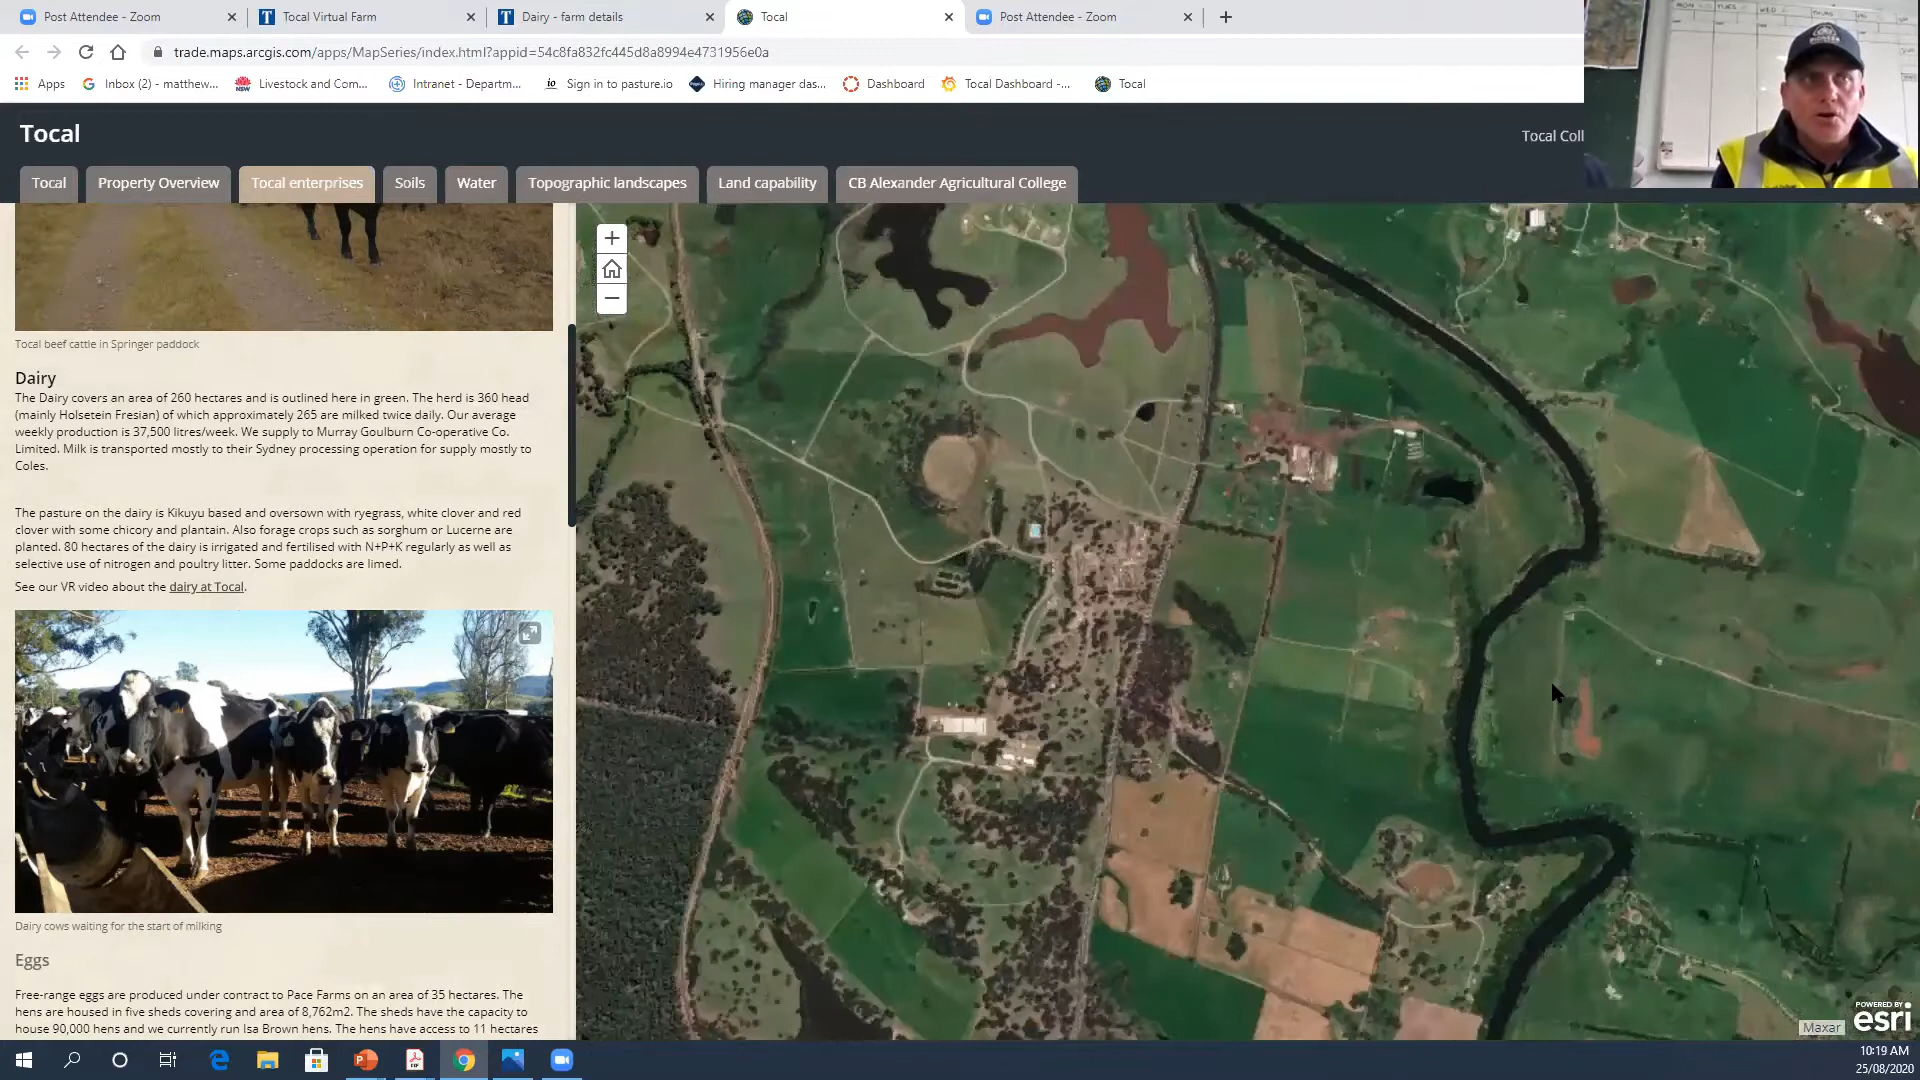 Post Attendee - Zoom
Tocal Virtual Farm
Dairy - farm details
Tocal
Post Attendee - Zoom
trade.maps.arcgis.com/apps/MapSeries/index.html?appid=54c8fa832fc445d8a8994e4731956e0a
Apps
Inbox (2) - matthew...
Livestock and Com...
Intranet - Departm...
Sign in to pasture.io
Hiring manager das...
Dashboard
Tocal Dashboard -...
Tocal
Tocal
Tocal Coll
Tocal
Property Overview
Tocal enterprises
Soils
Water
Topographic landscapes
Land capability
CB Alexander Agricultural College
Tocal beef cattle in Springer paddock
Dairy
The Dairy covers an area of 260 hectares and is outlined here in green. The herd is 360 head
(mainly Holsetein Fresian) of which approximately 265 are milked twice daily. Our average
weekly production is 37,500 litres/week. We supply to Murray Goulburn Co-operative Co.
Limited. Milk is transported mostly to their Sydney processing operation for supply mostly to
Coles.
The pasture on the dairy is Kikuyu based and oversown with ryegrass, white clover and red
clover with some chicory and plantain. Also forage crops such as sorghum or Lucerne are
planted. 80 hectares of the dairy is irrigated and fertilised with N+P+K regularly as well as
selective use of nitrogen and poultry litter. Some paddocks are limed.
See our VR video about the dairy at Tocal.
Dairy cows waiting for the start of milking
Eggs
Free-range eggs are produced under contract to Pace Farms on an area of 35 hectares. The
hens are housed in five sheds covering and area of 8,762m2. The sheds have the capacity to
house 90,000 hens and we currently run Isa Brown hens. The hens have access to 11 hectares
POWERED BY
esri
Maxar
10:19 AM
25/08/2020